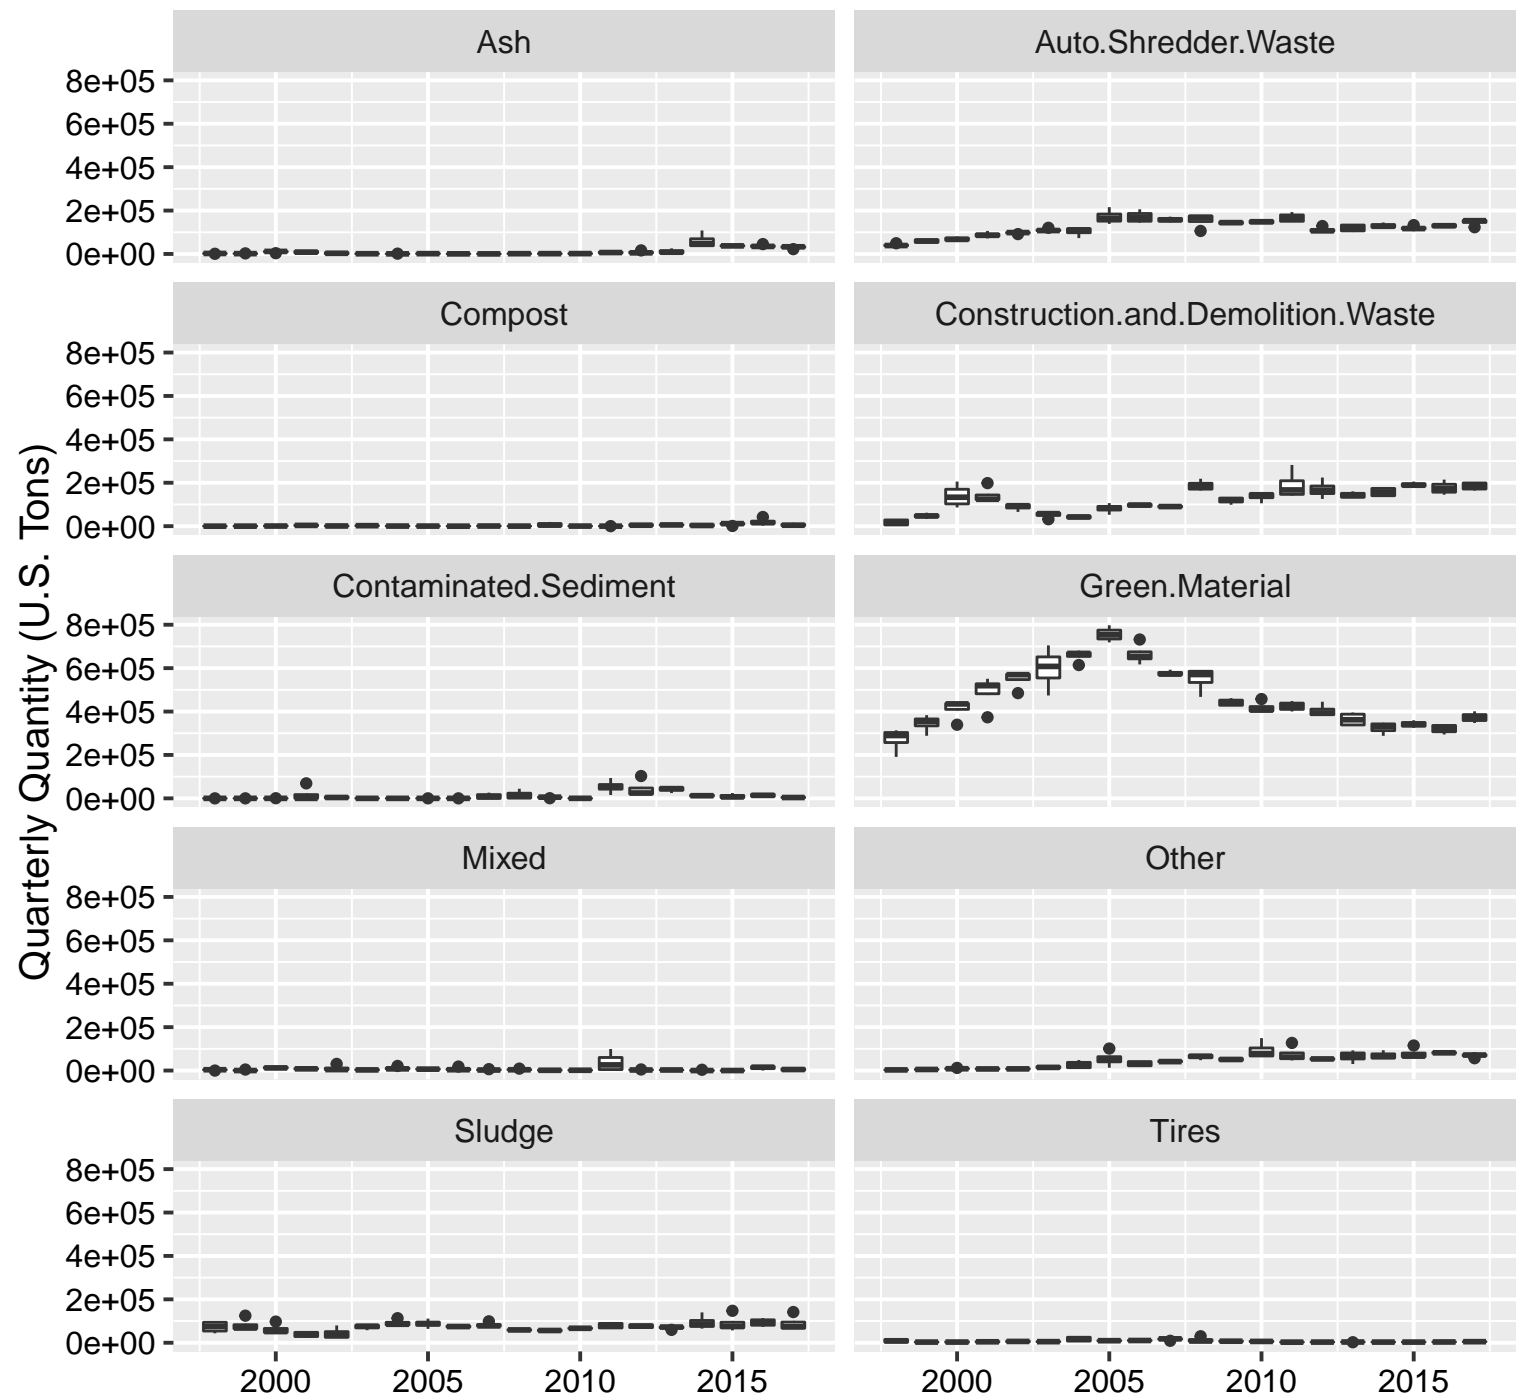 Ash
Auto.Shredder.Waste
8e+05
6e+05
4e+05
2e+05
0e+00
Compost
Construction.and.Demolition.Waste
8e+05
6e+05
4e+05
2e+05
0e+00
Contaminated.Sediment
Green.Material
8e+05
6e+05
4e+05
2e+05
0e+00
Mixed
Other
8e+05
6e+05
4e+05
2e+05
0e+00
Sludge
Tires
8e+05
6e+05
4e+05
2e+05
0e+00
2000 2005 2010 2015
2000 2005 2010 2015
Quarterly Quantity (U.S. Tons)